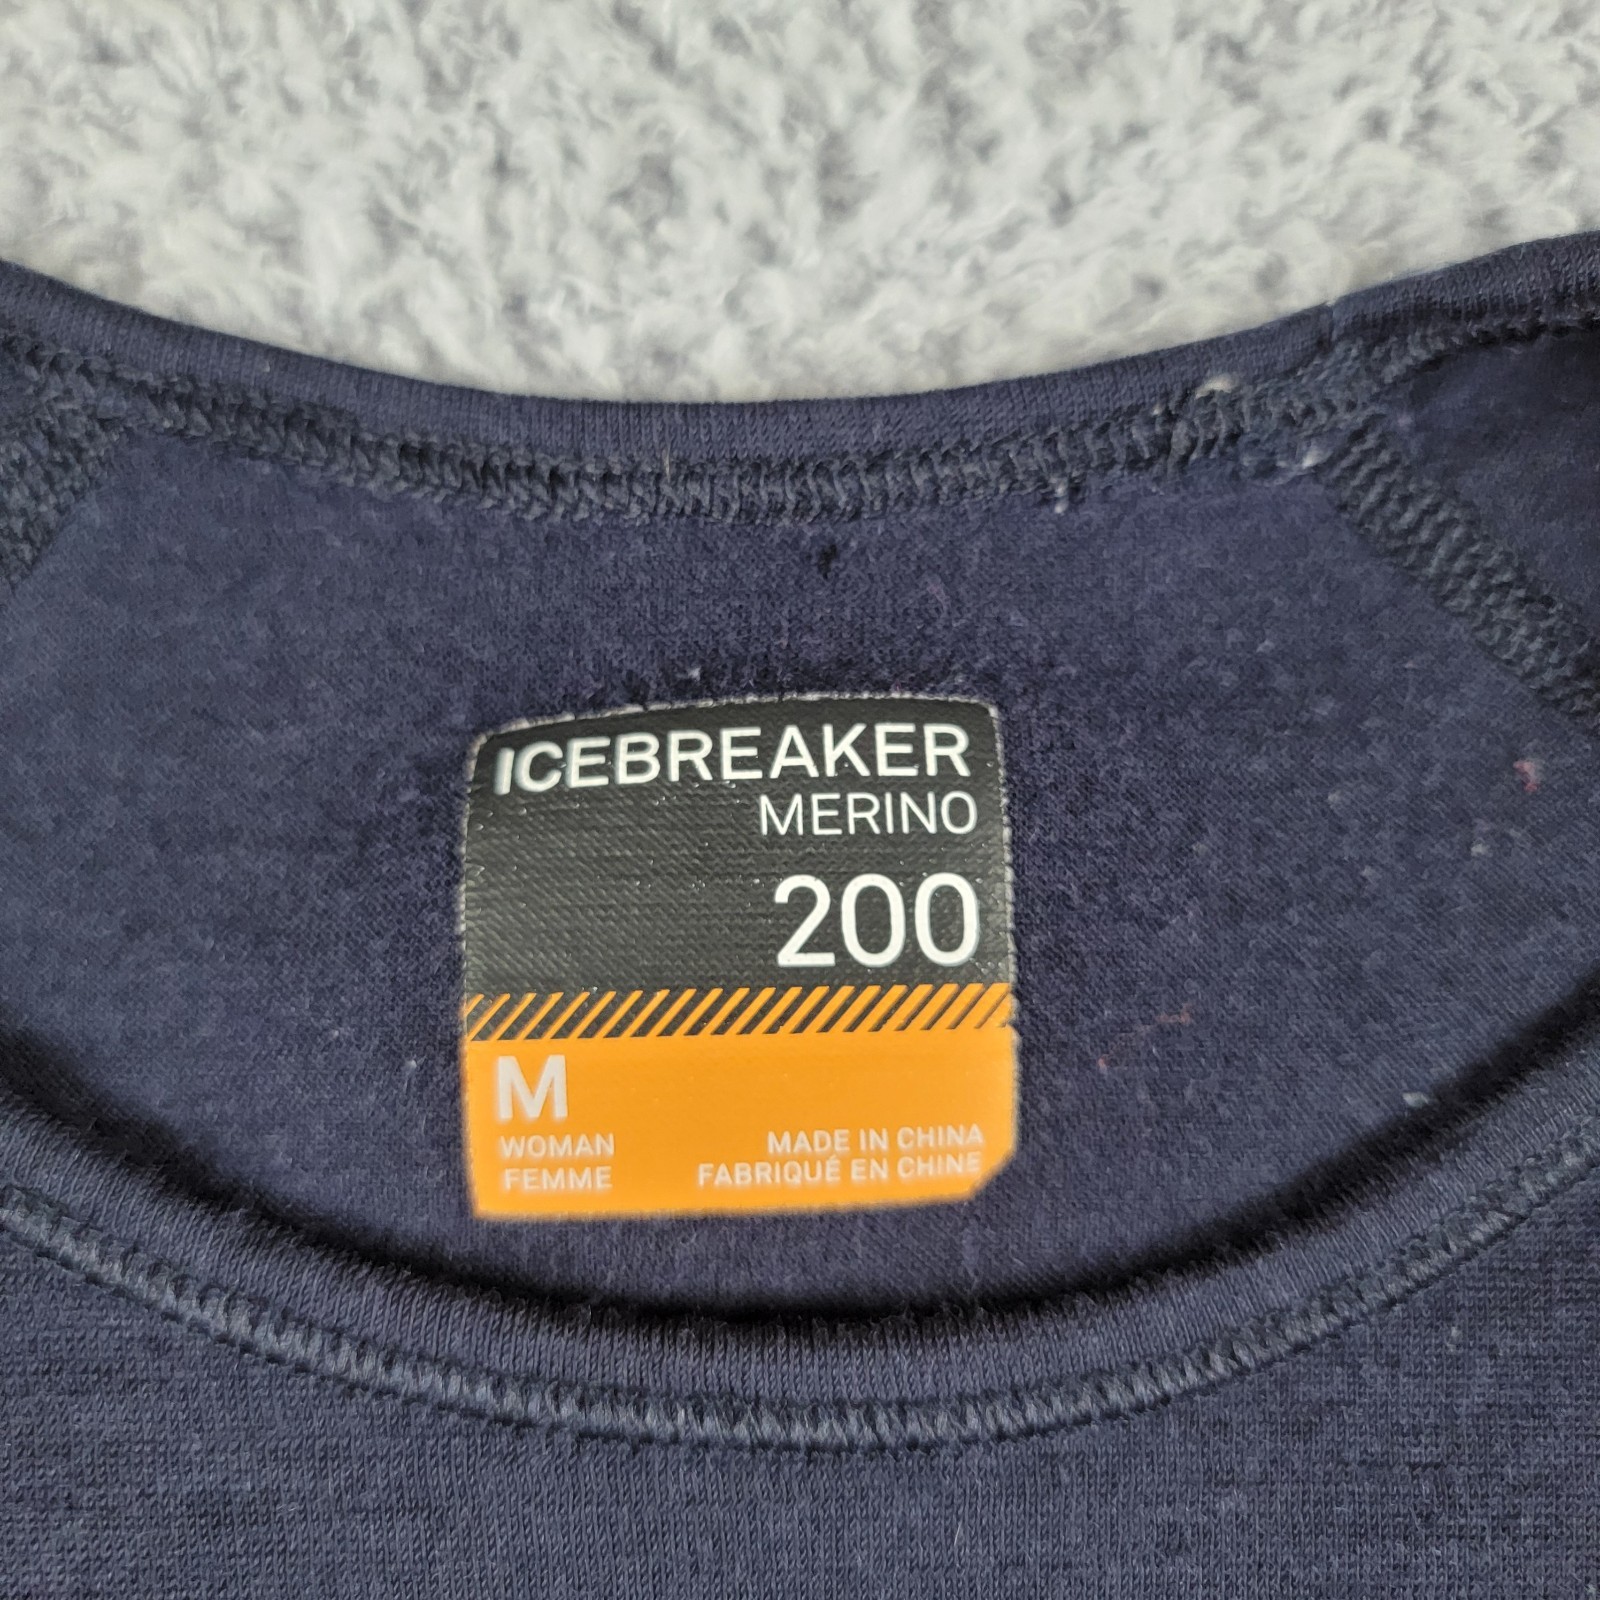 ICEBREAKER
MERINO
200
M
WOMAN
FEMME
MADE IN CHINA
FABRIQUÉ EN CHINE